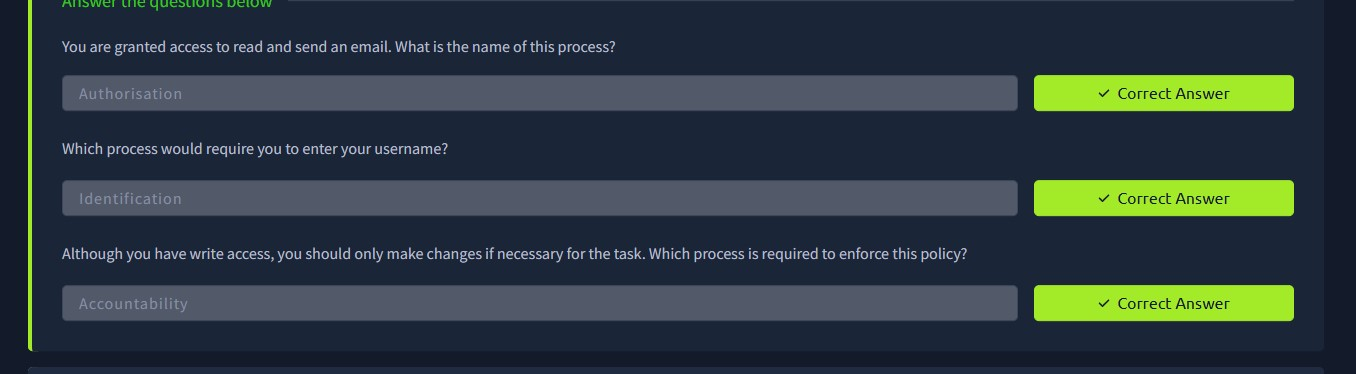 Answer the questions below
You are granted access to read and send an email. What is the name of this process?
Authorisation
✓ Correct Answer
Which process would require you to enter your username?
Identification
✓ Correct Answer
Although you have write access, you should only make changes if necessary for the task. Which process is required to enforce this policy?
Accountability
✓ Correct Answer